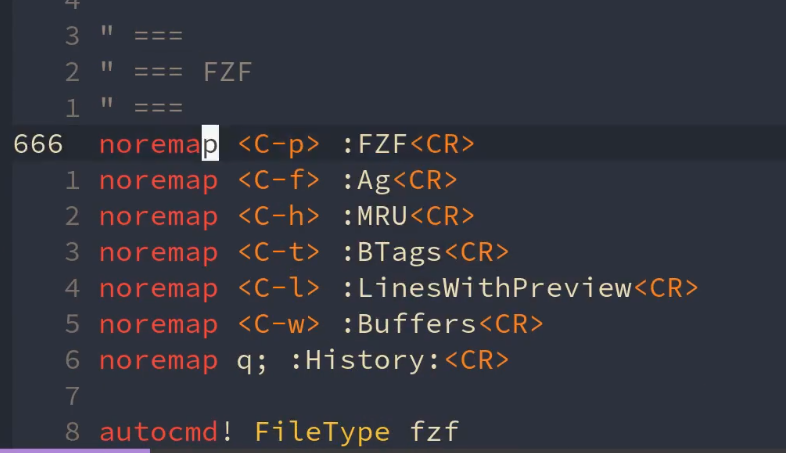 4
3 " ===
2 " === FZF
1 " ===
666 noremap <C-p> :FZF<CR>
1 noremap <C-f> :Ag<CR>
2 noremap <C-h> :MRU<CR>
3 noremap <C-t> :BTags<CR>
4 noremap <C-l> :LinesWithPreview<CR>
5 noremap <C-w> :Buffers<CR>
6 noremap q; :History:<CR>
7
8 autocmd! FileType fzf